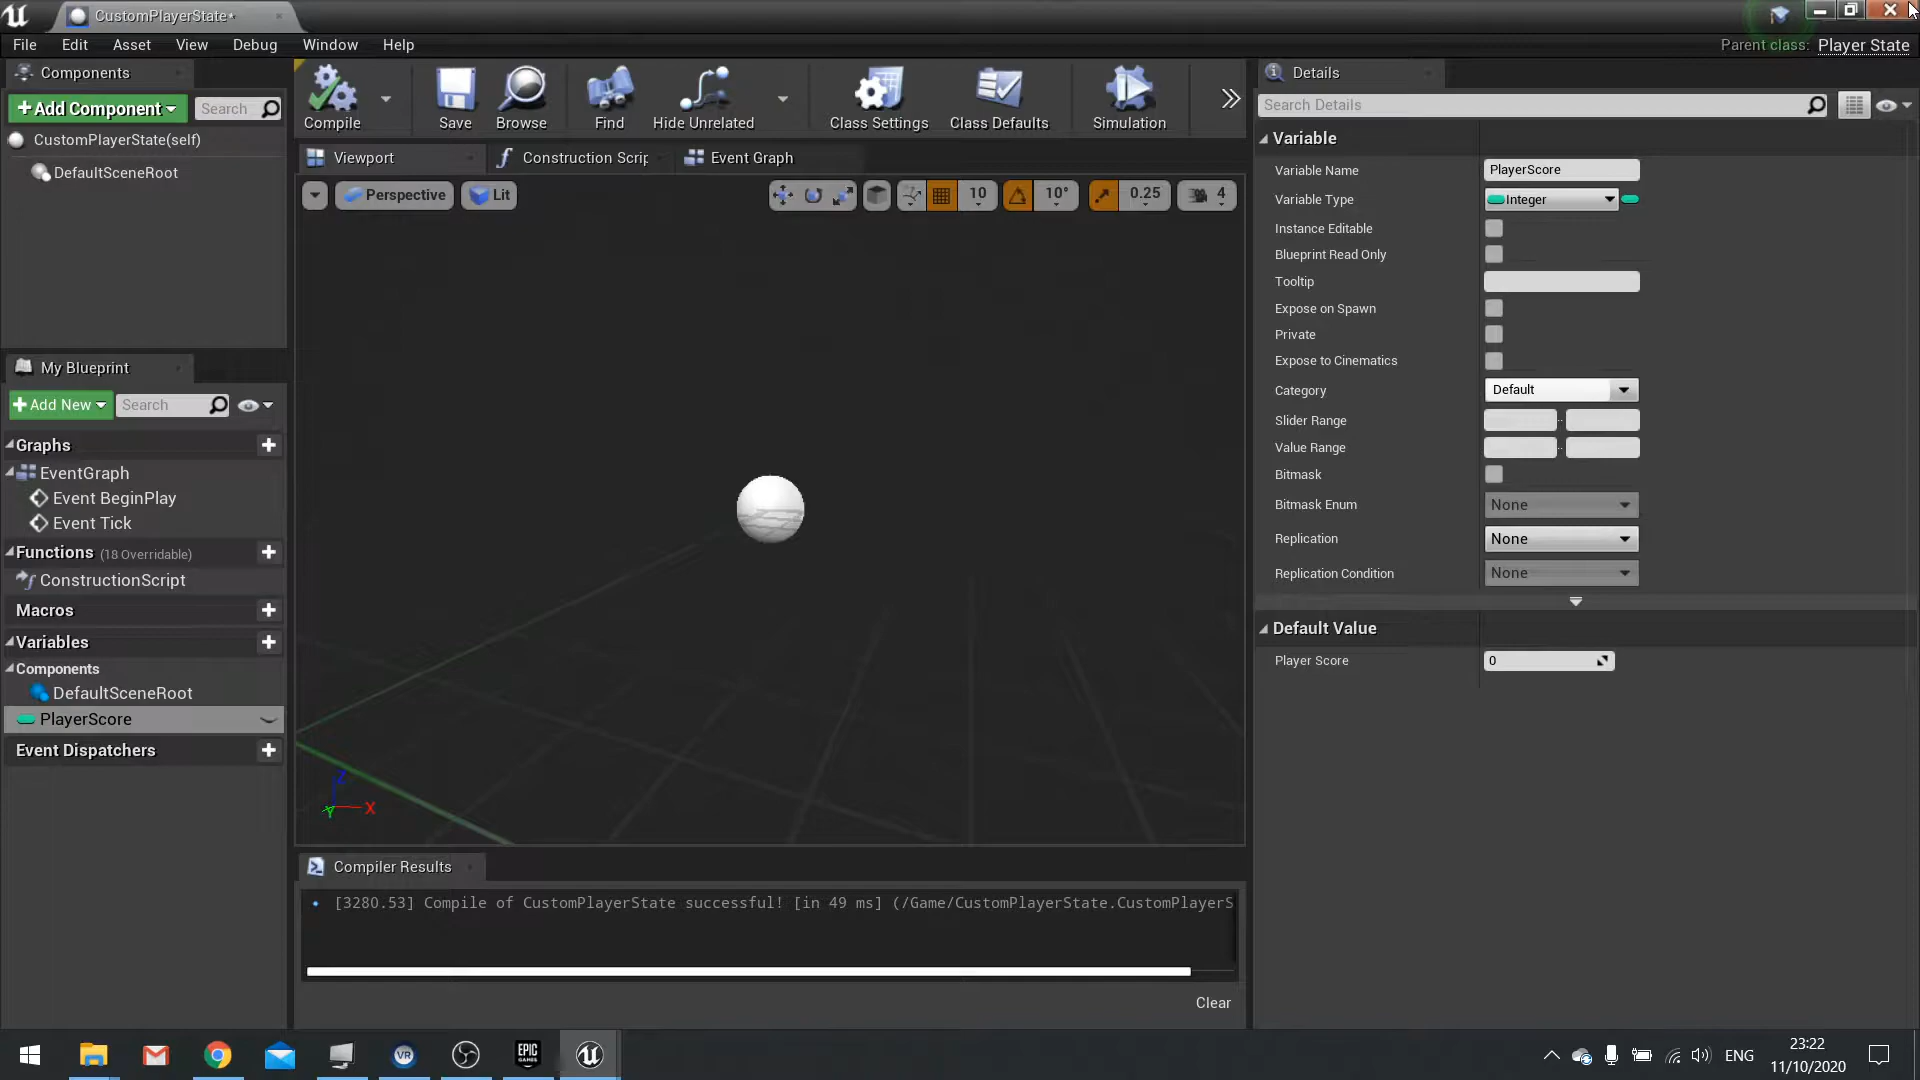 CustomPlayerState*
File Edit Asset View Debug Window Help
Parent class: Player State
Components
Add Component
Search
CustomPlayerState(self)
DefaultSceneRoot
My Blueprint
Add New
Search
Graphs
EventGraph
Event BeginPlay
Event Tick
Functions (18 Overridable)
ConstructionScript
Macros
Variables
Components
DefaultSceneRoot
PlayerScore
Event Dispatchers
Compile
Save
Browse
Find
Hide Unrelated
Class Settings
Class Defaults
Simulation
Viewport
Construction Scrip
Event Graph
Perspective
Lit
10
10°
0.25
4
Z
X
Y
Compiler Results
[3280.53] Compile of CustomPlayerState successful! [in 49 ms] (/Game/CustomPlayerState.CustomPlayerS
Clear
Details
Search Details
Variable
Variable Name PlayerScore
Variable Type Integer
Instance Editable
Blueprint Read Only
Tooltip
Expose on Spawn
Private
Expose to Cinematics
Category Default
Slider Range
Value Range
Bitmask
Bitmask Enum None
Replication None
Replication Condition None
Default Value
Player Score 0
VR
EPIC
GAMES
ENG
23:22
11/10/2020